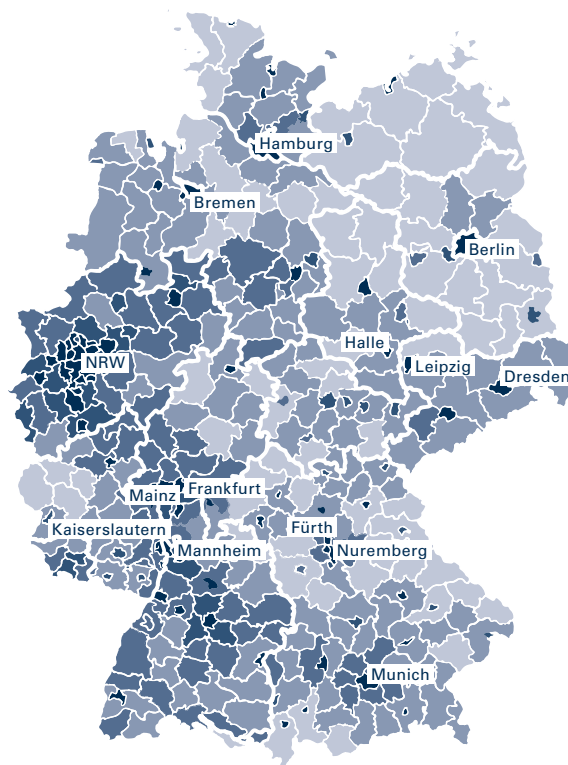 Hamburg
Bremen
Berlin
Halle
NRW
Leipzig
Dresden
Mainz
Frankfurt
Kaiserslautern
Fürth
Mannheim
Nuremberg
Munich